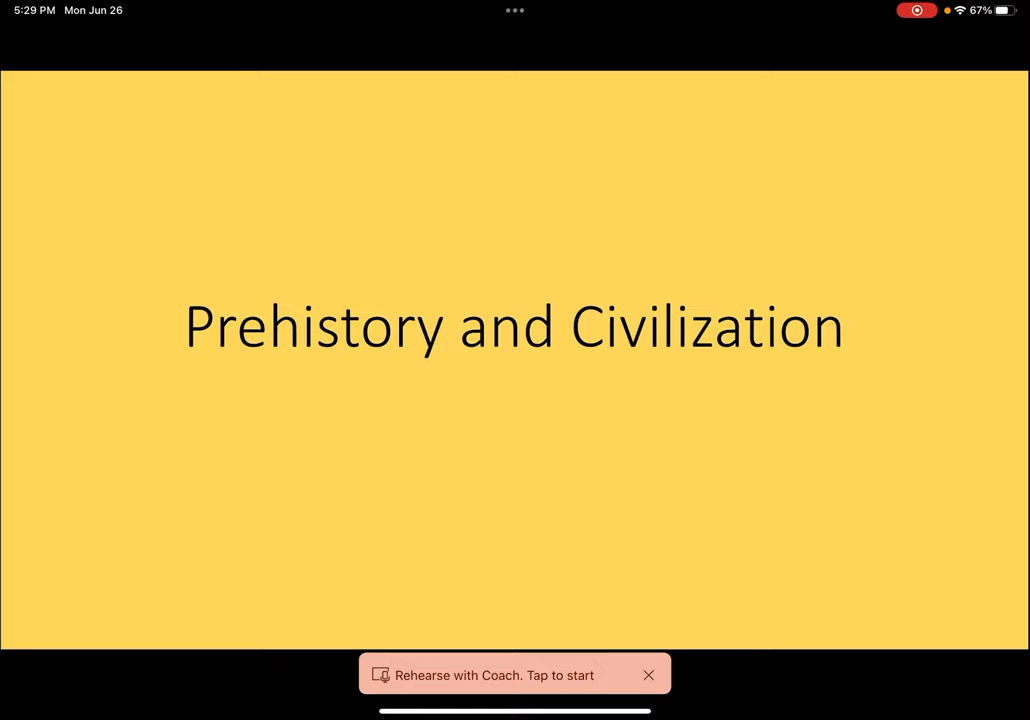 5:29 PM Mon Jun 26
67%
Prehistory and Civilization
Rehearse with Coach. Tap to start